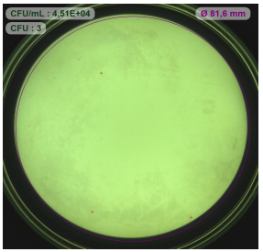 CFU/mL : 4,51E+04
Ø 81,6 mm
CFU : 3